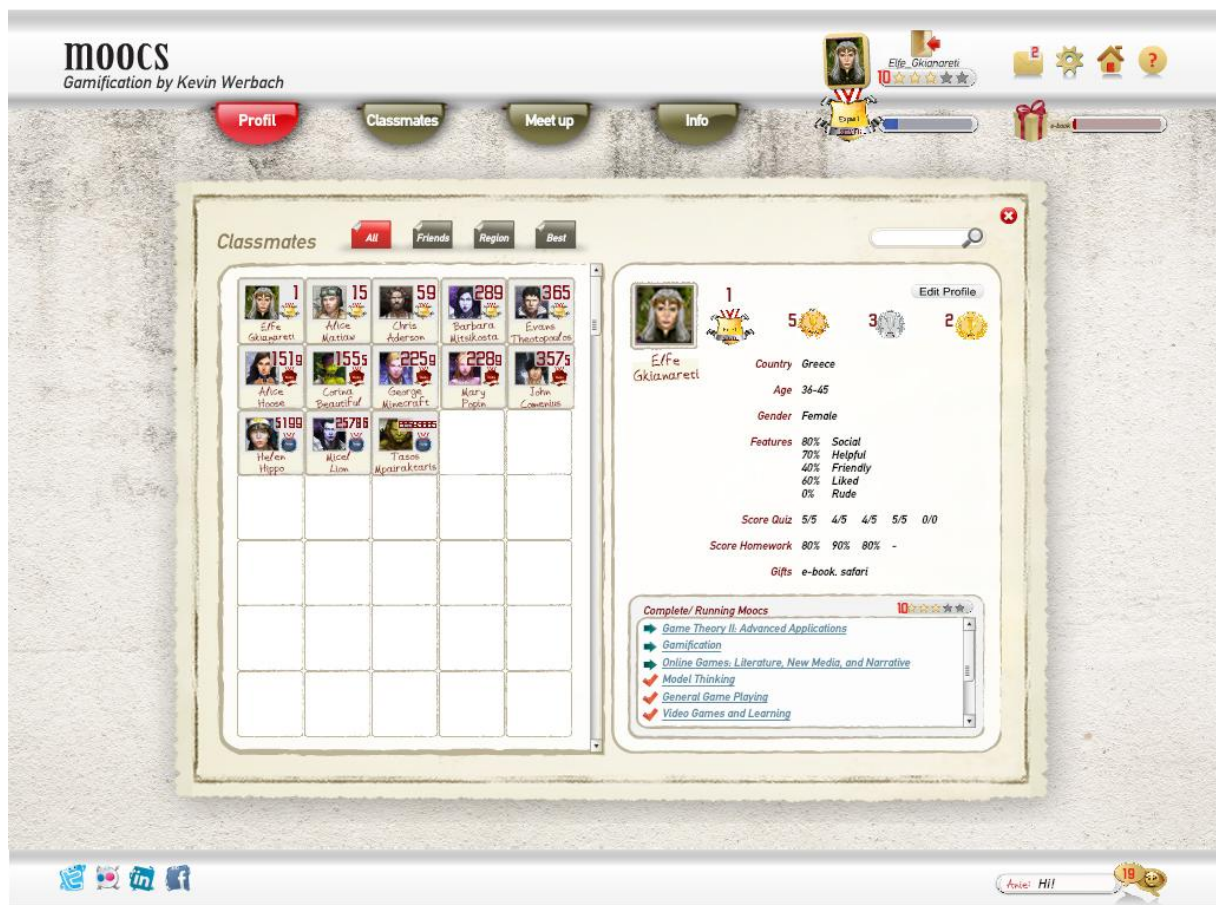 moocs
Gamification by Kevin Werbach
2
Elfe_Gkianareti
10
?
Profil
Classmates
Meet up
Info
Expert
e-book
Classmates
All
Friends
Region
Best
1
15
59
289
365
Elfe Gkianareti
Alice Matiaw
Chris Aderson
Barbara Mitsikosta
Evans Theotopoulos
Alice Hoose
Corina Beautiful
George Minecraft
Mary Popin
John Comenius
5199
25786
Helen Hippo
Micel Lion
Tasos Mpairaktaris
Edit Profile
1
5
3
2
Elfe
Gkianareti
Country Greece
Age 36-45
Gender Female
Features 80% Social
70% Helpful
40% Friendly
60% Liked
0% Rude
Score Quiz 5/5 4/5 4/5 5/5 0/0
Score Homework 80% 90% 80% -
Gifts e-book, safari
Complete/ Running Moocs
10
Game Theory II: Advanced Applications
Gamification
Online Games: Literature, New Media, and Narrative
Model Thinking
General Game Playing
Video Games and Learning
Hi!
19